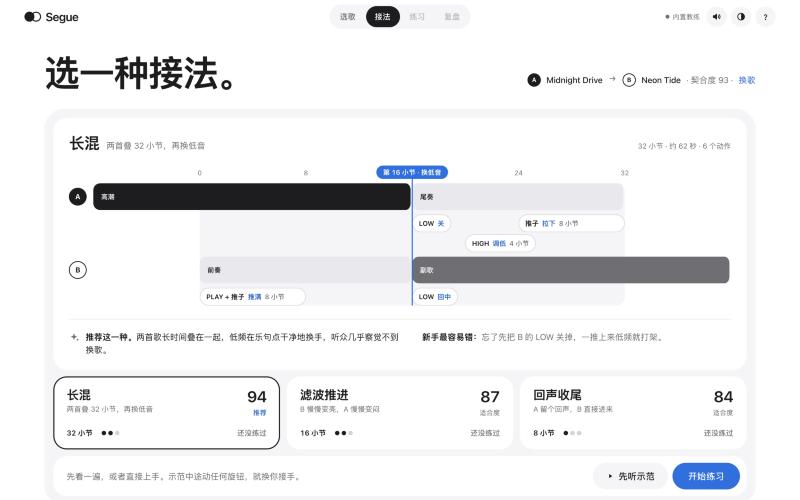 Segue
选歌 接法 练习 复盘
内置教练
?
选一种接法。
A Midnight Drive → B Neon Tide · 契合度 93 · 换歌
长混 两首叠 32 小节，再换低音
32 小节 · 约 62 秒 · 6 个动作
0 8 第 16 小节 · 换低音 24 32
A 高潮 尾奏
LOW 关 推子 拉下 8 小节
HIGH 调低 4 小节
B 前奏 副歌
PLAY + 推子 推满 8 小节 LOW 回中
推荐这一种。两首歌长时间叠在一起，低频在乐句点干净地换手，听众几乎察觉不到
换歌。
新手最容易错：忘了先把 B 的 LOW 关掉，一推上来低频就打架。
长混 94
两首叠 32 小节，再换低音 推荐
32 小节 还没练过
滤波推进 87
B 慢慢变亮，A 慢慢变闷 适合度
16 小节 还没练过
回声收尾 84
A 留个回声，B 直接进来 适合度
8 小节 还没练过
先看一遍，或者直接上手。示范中途动任何旋钮，就换你接手。
先听示范 开始练习